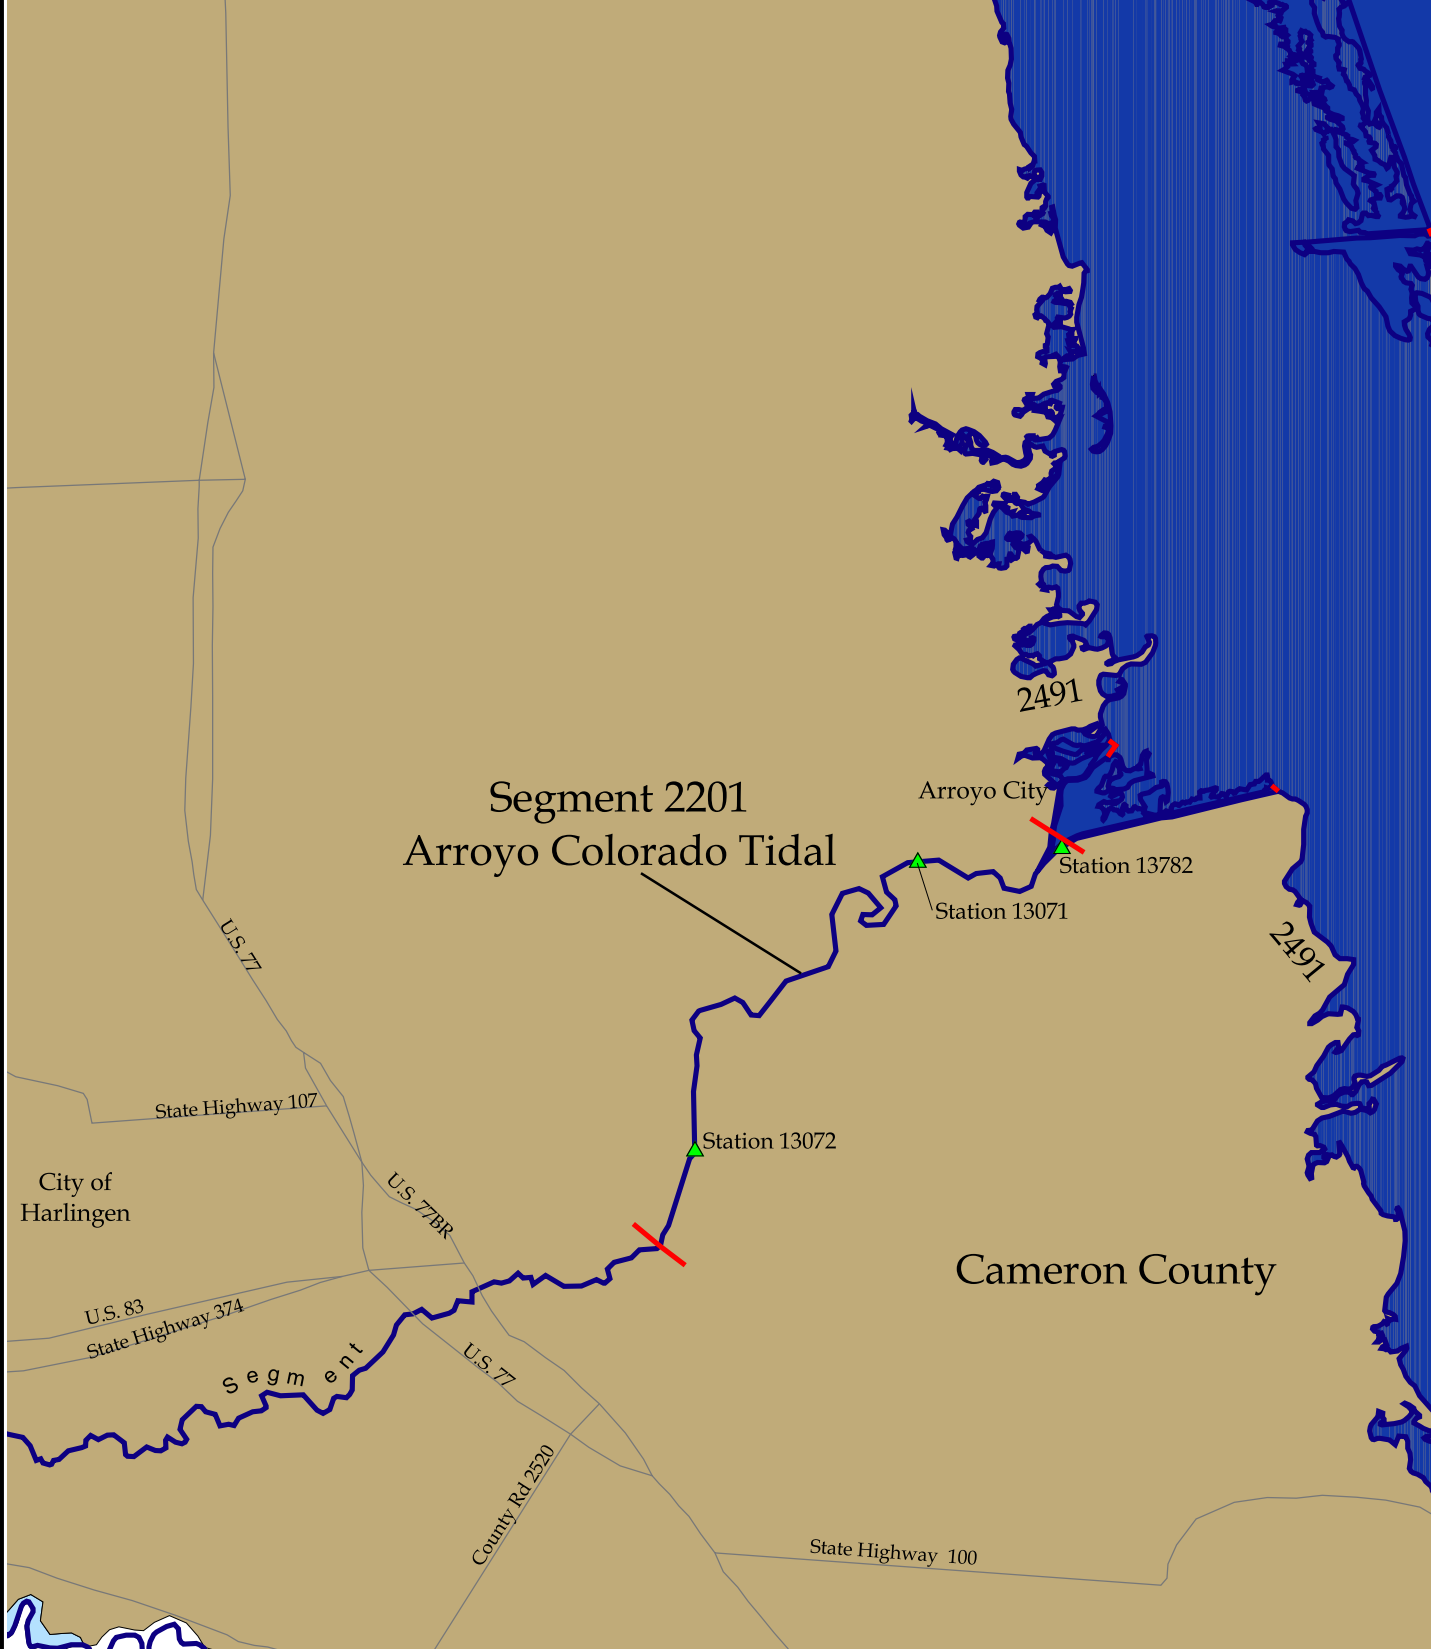 2491
Segment 2201
Arroyo Colorado Tidal
Arroyo City
Station 13782
Station 13071
2491
U.S. 77
State Highway 107
Station 13072
City of
Harlingen
U.S. 77BR
Cameron County
U.S. 83
State Highway 374
Segment
U.S. 77
County Rd 2520
State Highway 100